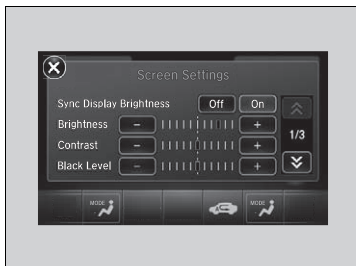 Screen Settings
Sync Display Brightness Off On
Brightness - +
Contrast - + 1/3
Black Level - +
MODE MODE